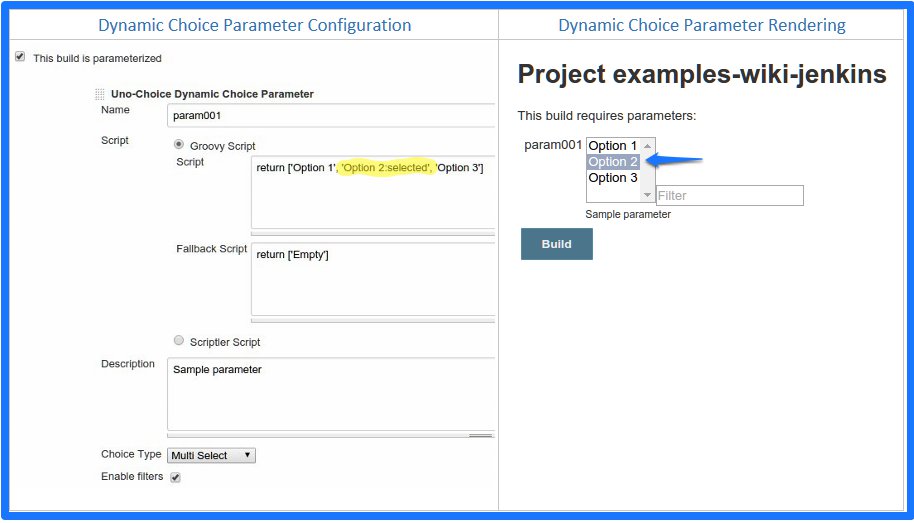 Dynamic Choice Parameter Configuration
This build is parameterized
Uno-Choice Dynamic Choice Parameter
Name
param001
Script
Groovy Script
Script
return ['Option 1', 'Option 2:selected', 'Option 3']
Fallback Script
return ['Empty']
Scriptler Script
Description
Sample parameter
Choice Type
Multi Select
Enable filters
Dynamic Choice Parameter Rendering
Project examples-wiki-jenkins
This build requires parameters:
param001
Option 1
Option 2
Option 3
Filter
Sample parameter
Build